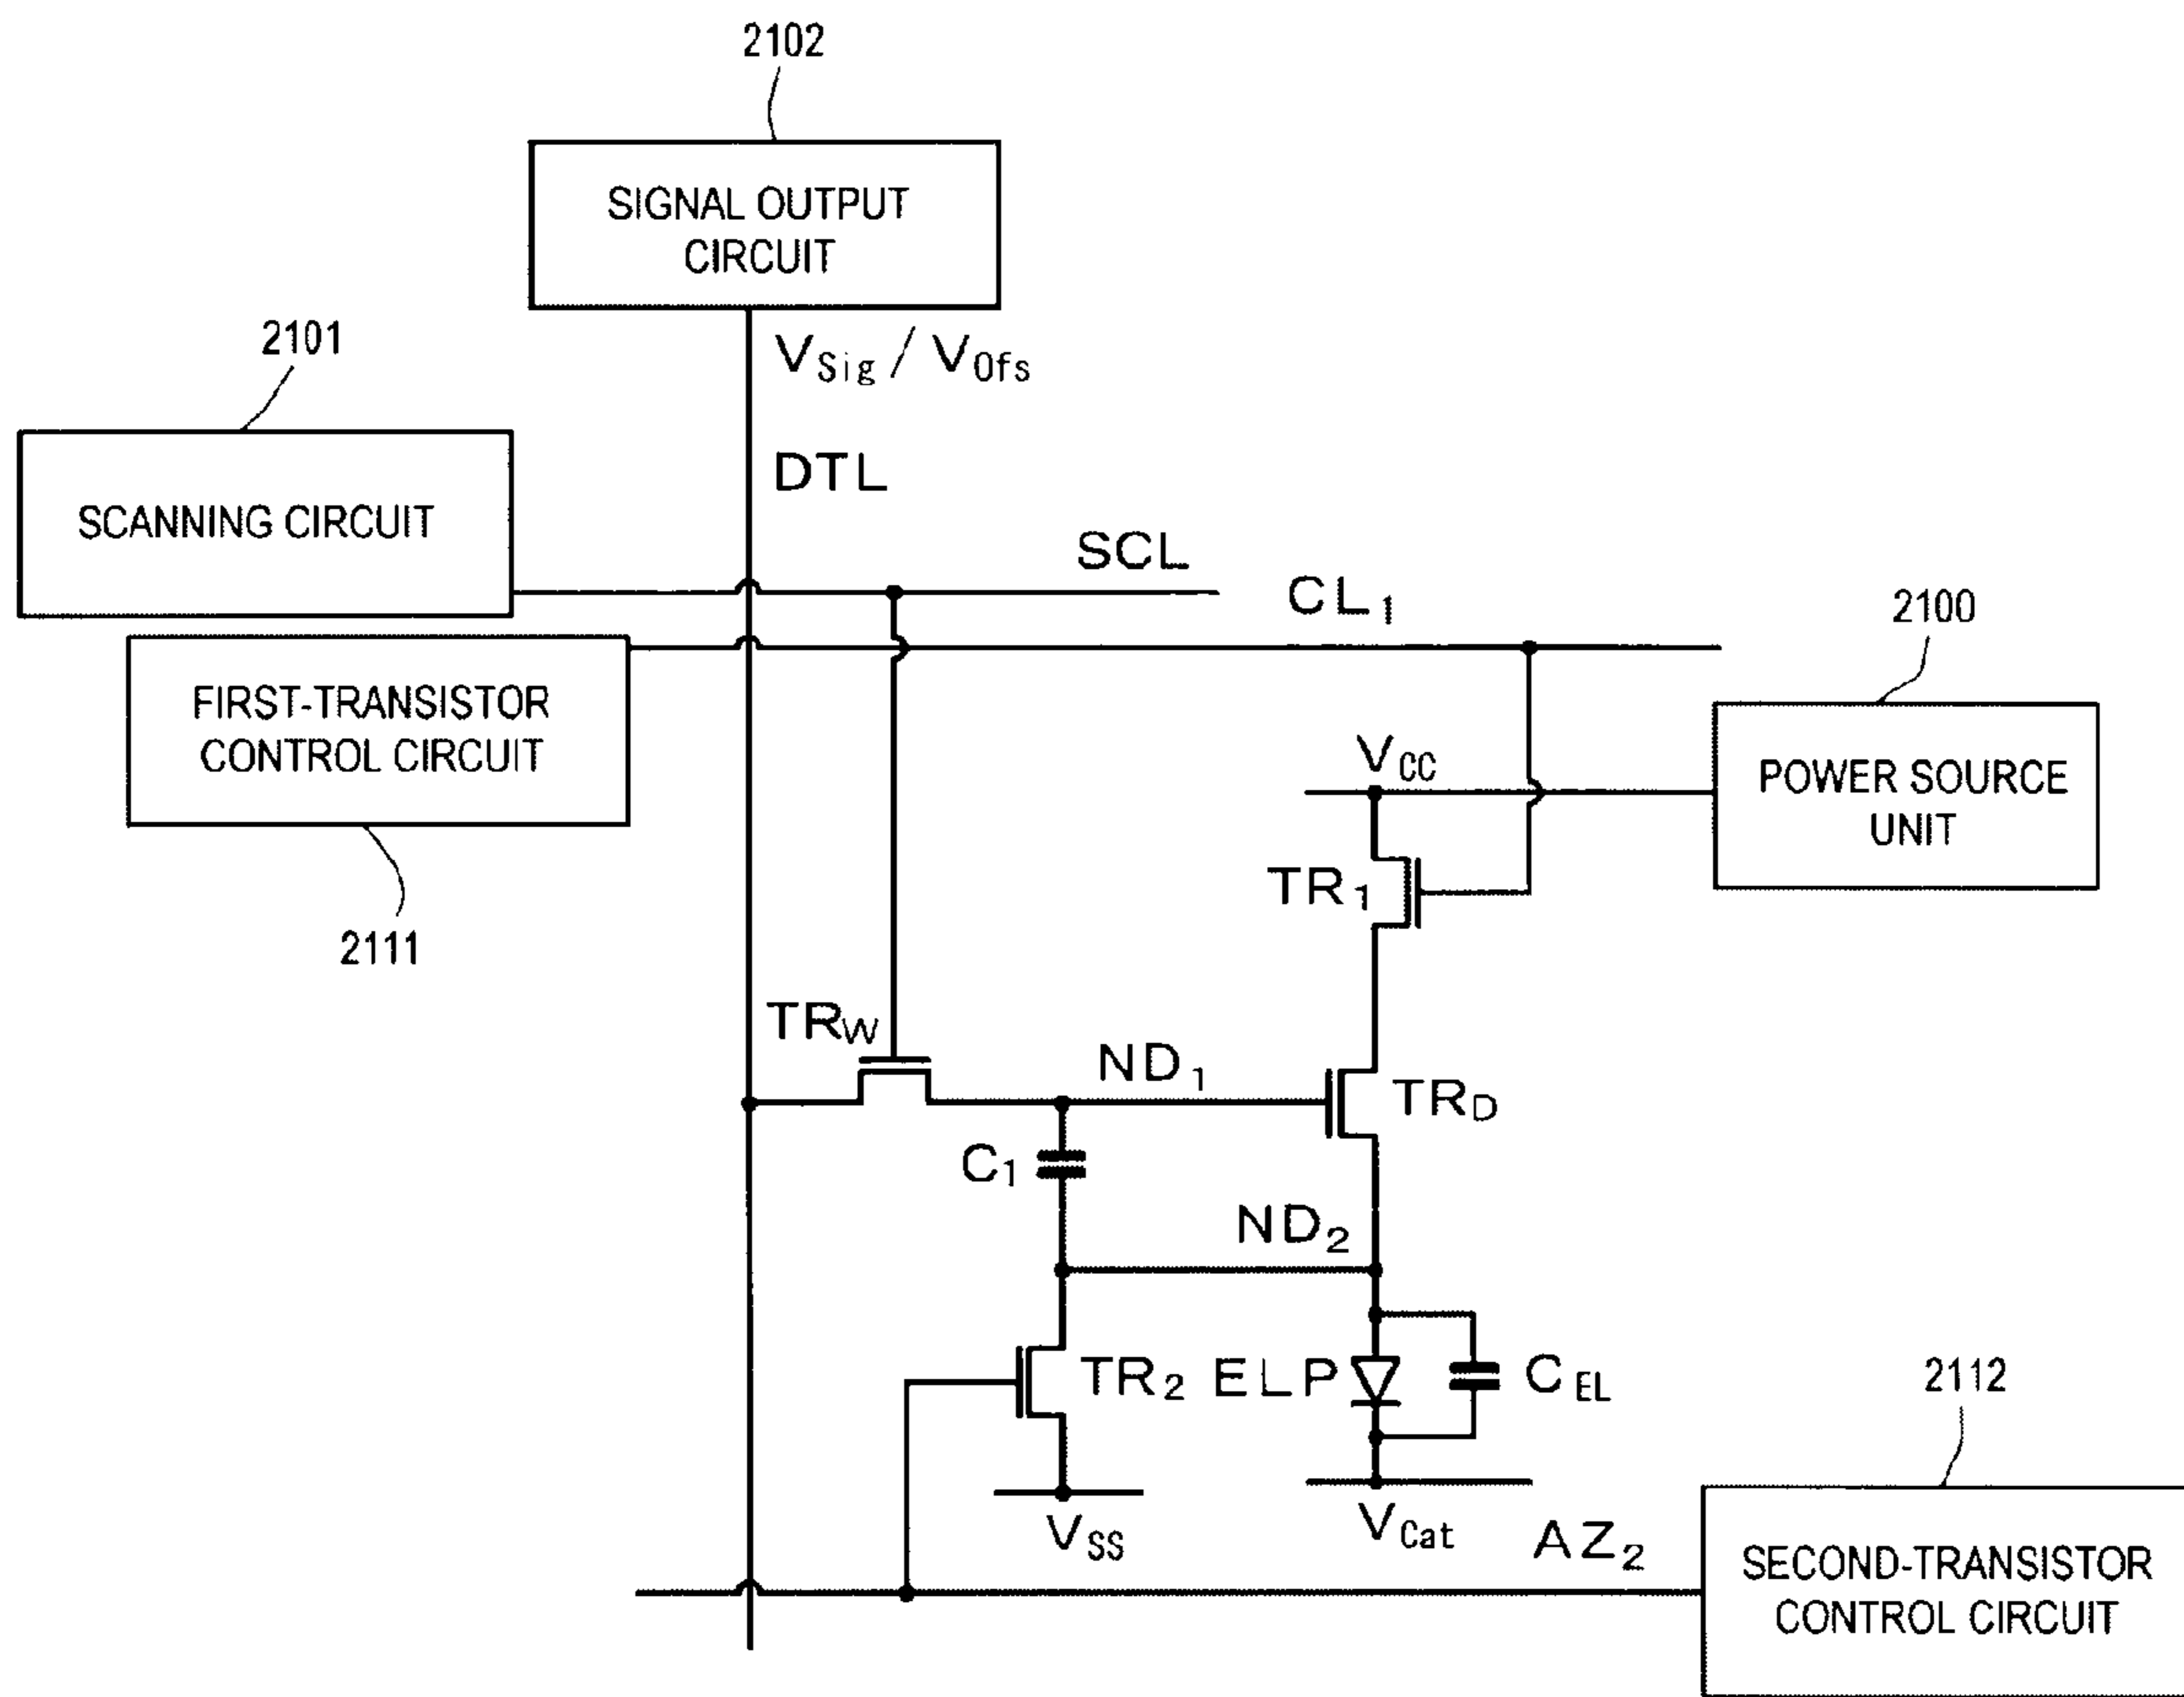 2102
SIGNAL OUTPUT
CIRCUIT
2101
VSig / VOfs
SCANNING CIRCUIT
DTL
SCL
CL1
2100
FIRST-TRANSISTOR
CONTROL CIRCUIT
VCC
POWER SOURCE
UNIT
TR1
2111
TRW
ND1
TRD
C1
ND2
TR2
ELP
CEL
2112
VSS
VCat
AZ2
SECOND-TRANSISTOR
CONTROL CIRCUIT